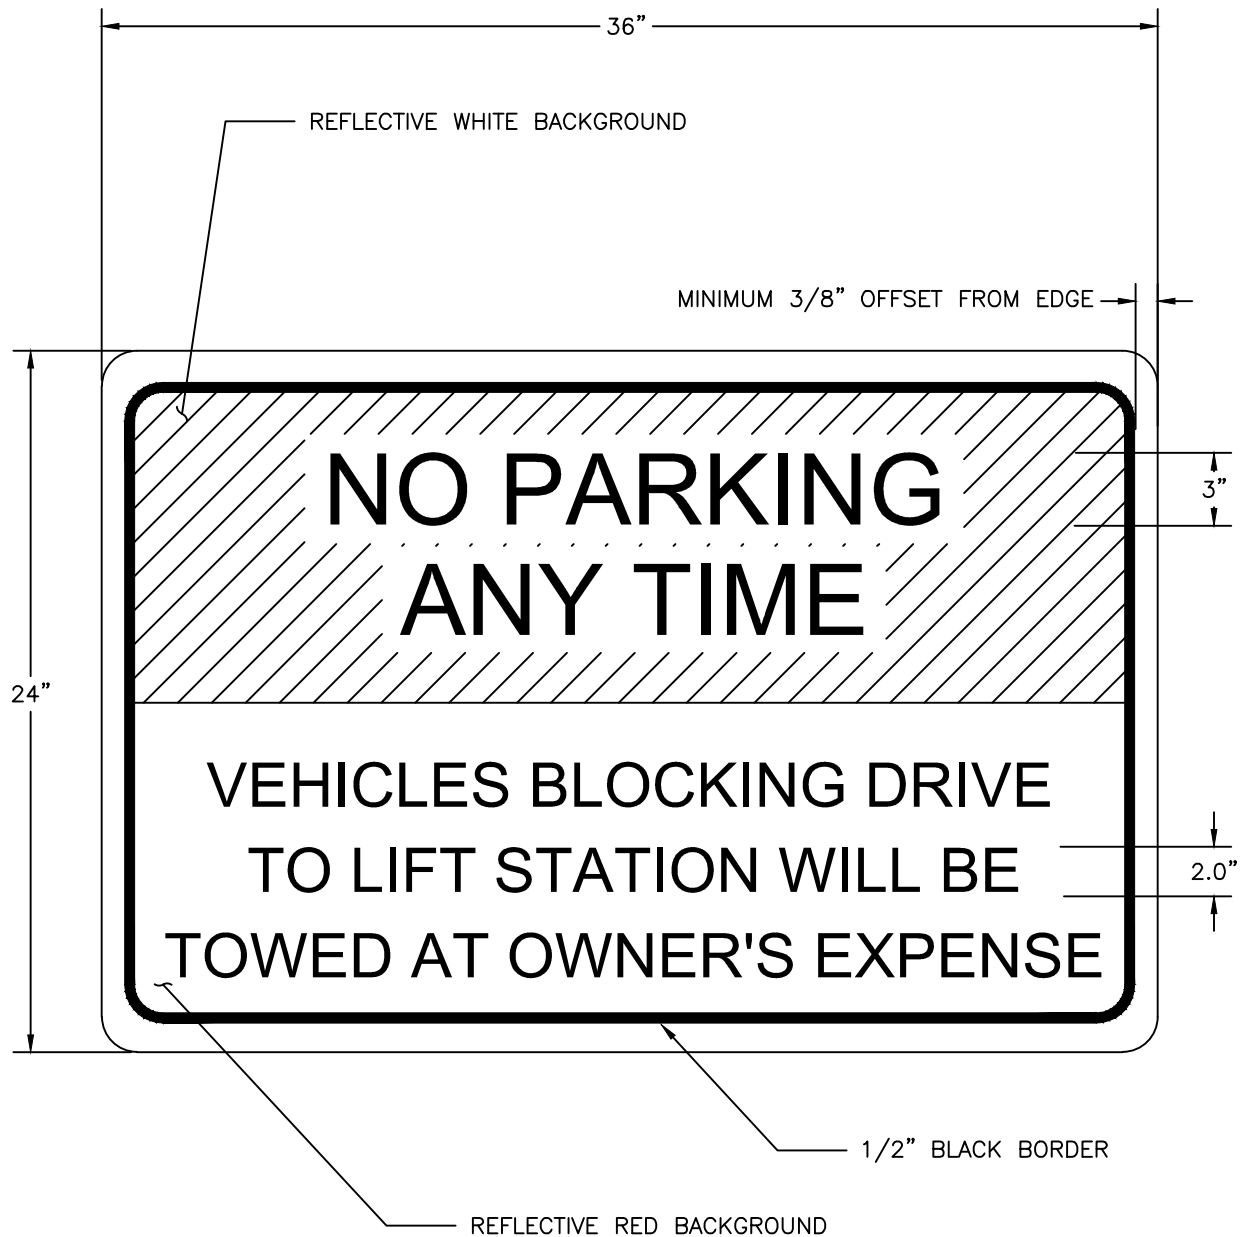 36”
REFLECTIVE WHITE BACKGROUND
MINIMUM 3/8” OFFSET FROM EDGE
NO PARKING
3”
ANY TIME
24”
VEHICLES BLOCKING DRIVE
TO LIFT STATION WILL BE
2.0”
TOWED AT OWNER'S EXPENSE
1/2” BLACK BORDER
REFLECTIVE RED BACKGROUND